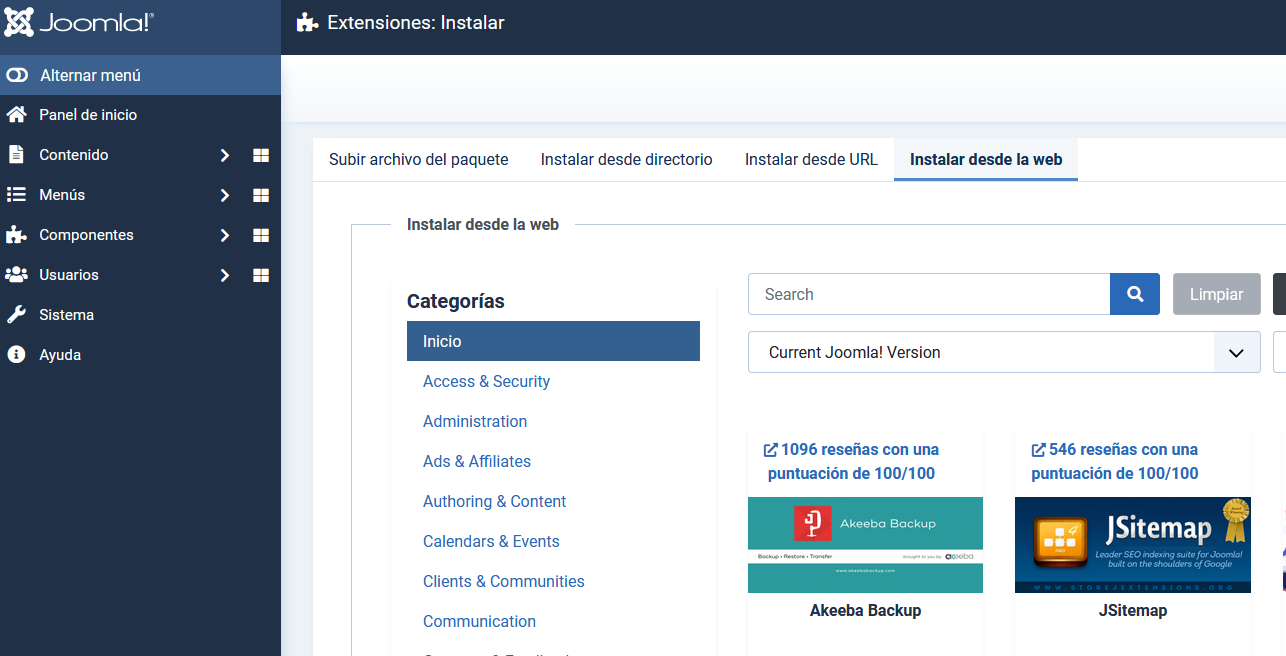 Joomla!®
Extensiones: Instalar
Alternar menú
Panel de inicio
Contenido
Menús
Componentes
Usuarios
Sistema
Ayuda
Subir archivo del paquete
Instalar desde directorio
Instalar desde URL
Instalar desde la web
Instalar desde la web
Categorías
Inicio
Access & Security
Administration
Ads & Affiliates
Authoring & Content
Calendars & Events
Clients & Communities
Communication
Search
Limpiar
Current Joomla! Version
1096 reseñas con una
puntuación de 100/100
Akeeba Backup
Backup • Restore • Transfer
brought to you by akeeba
www.akeebabackup.com
Akeeba Backup
546 reseñas con una
puntuación de 100/100
JSitemap
Leader SEO indexing suite for Joomla!
built on the shoulders of Google
WWW.STOREJEXTENSIONS.ORG
JSitemap